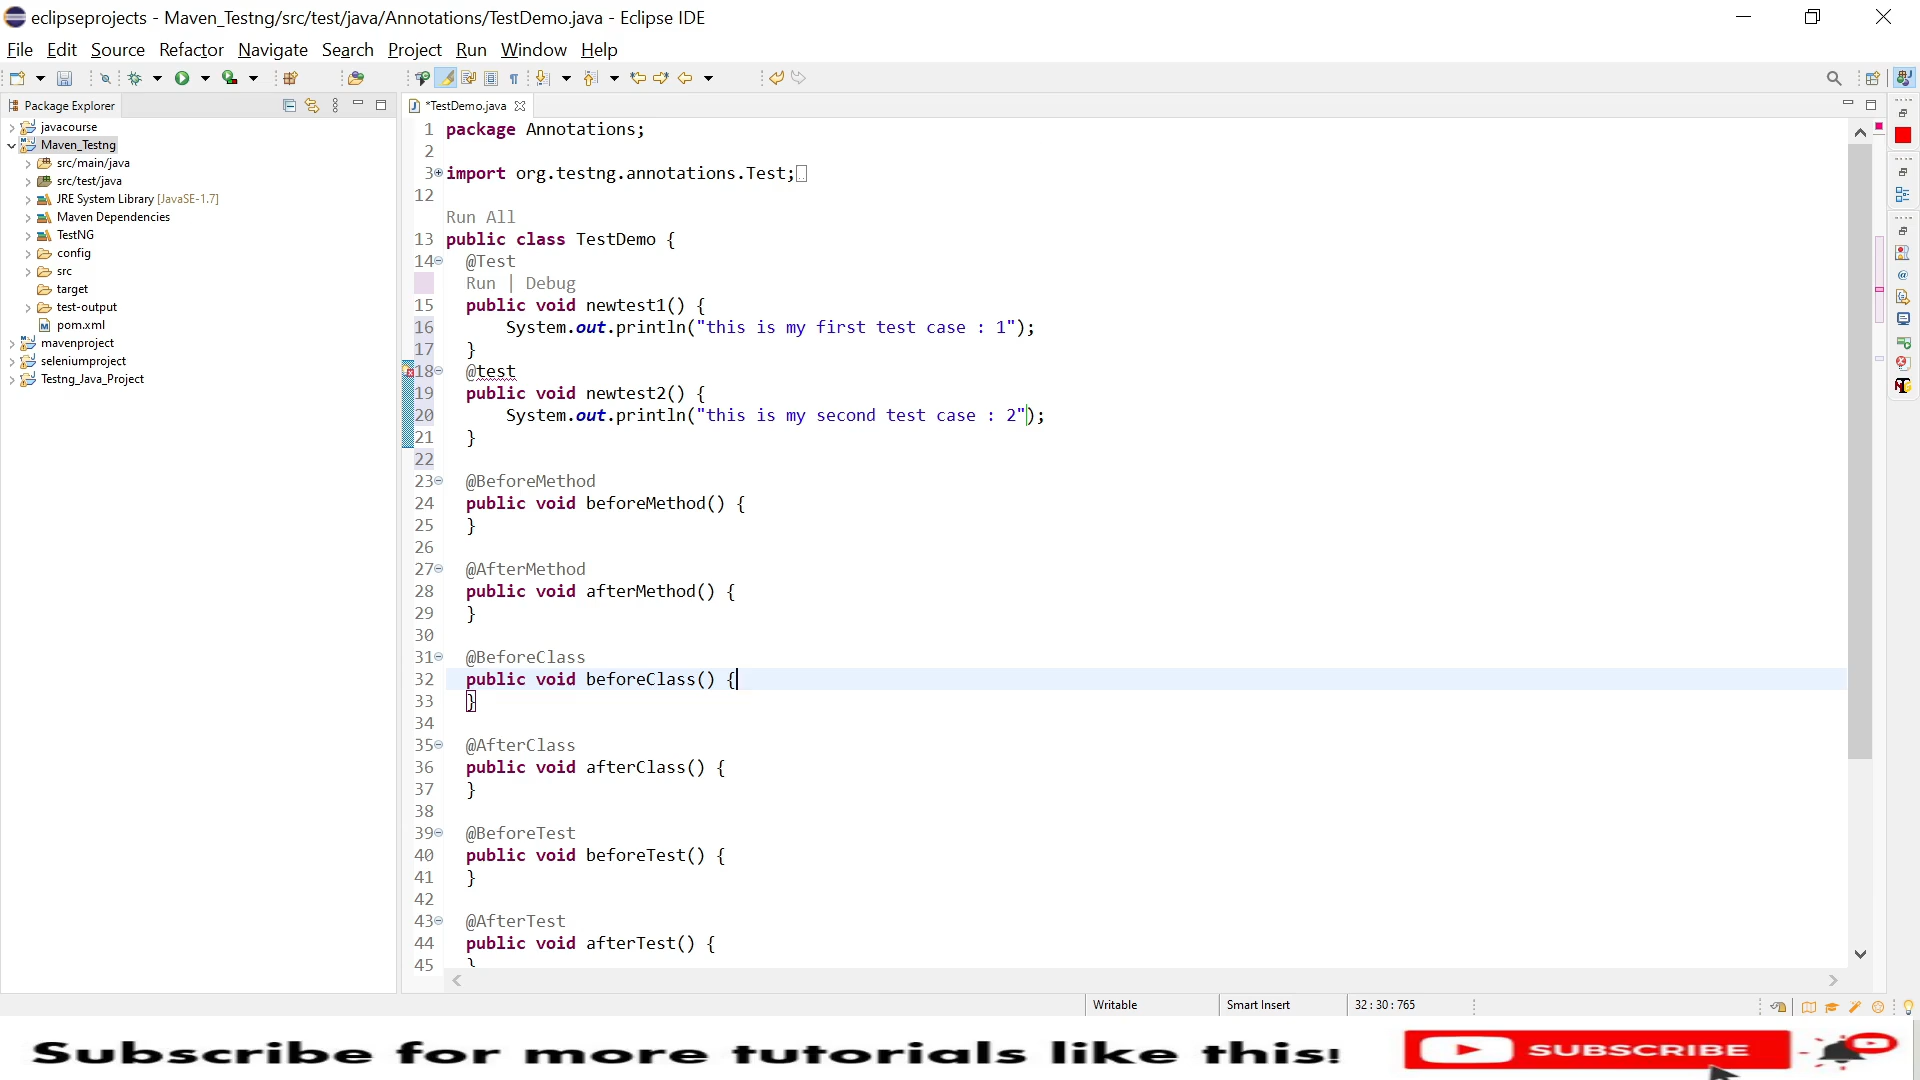 eclipseprojects - Maven_Testng/src/test/java/Annotations/TestDemo.java - Eclipse IDE
File Edit Source Refactor Navigate Search Project Run Window Help
Package Explorer
*TestDemo.java
javacourse
Maven_Testng
src/main/java
src/test/java
JRE System Library [JavaSE-1.7]
Maven Dependencies
TestNG
config
src
target
test-output
pom.xml
mavenproject
seleniumproject
Testng_Java_Project
1 package Annotations;
2
3 import org.testng.annotations.Test;
12
Run All
13 public class TestDemo {
14 @Test
Run | Debug
15 public void newtest1() {
16 System.out.println("this is my first test case : 1");
17 }
18 @test
19 public void newtest2() {
20 System.out.println("this is my second test case : 2");
21 }
22
23 @BeforeMethod
24 public void beforeMethod() {
25 }
26
27 @AfterMethod
28 public void afterMethod() {
29 }
30
31 @BeforeClass
32 public void beforeClass() {
33 }
34
35 @AfterClass
36 public void afterClass() {
37 }
38
39 @BeforeTest
40 public void beforeTest() {
41 }
42
43 @AfterTest
44 public void afterTest() {
45 }
Writable Smart Insert 32 : 30 : 765
Subscribe for more tutorials like this! SUBSCRIBE